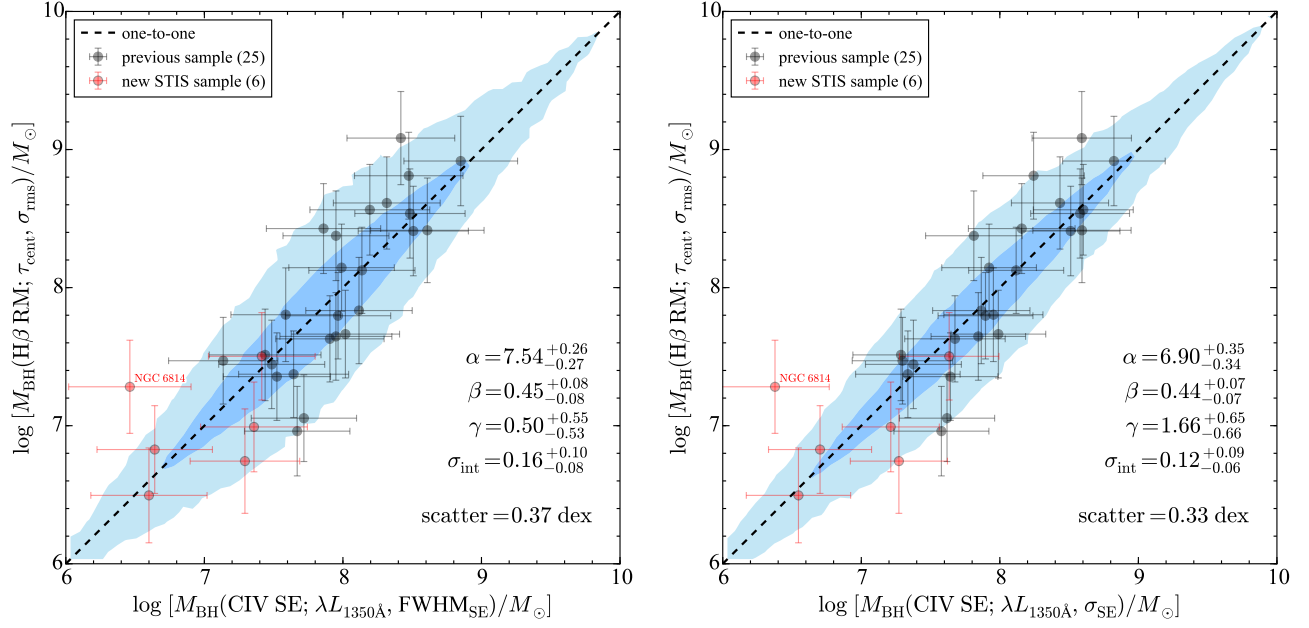 10
9
8
7
6
log [M_BH(Hβ RM; τ_cent, σ_rms)/M_⊙]
one-to-one
previous sample (25)
new STIS sample (6)
NGC 6814
α=7.54^{+0.26}_{−0.27}
β=0.45^{+0.08}_{−0.08}
γ=0.50^{+0.55}_{−0.53}
σ_int=0.16^{+0.10}_{−0.08}
scatter=0.37 dex
6 7 8 9 10
log [M_BH(CIV SE; λL_1350Å, FWHM_SE)/M_⊙]
10
9
8
7
6
log [M_BH(Hβ RM; τ_cent, σ_rms)/M_⊙]
one-to-one
previous sample (25)
new STIS sample (6)
NGC 6814
α=6.90^{+0.35}_{−0.34}
β=0.44^{+0.07}_{−0.07}
γ=1.66^{+0.65}_{−0.66}
σ_int=0.12^{+0.09}_{−0.06}
scatter=0.33 dex
6 7 8 9 10
log [M_BH(CIV SE; λL_1350Å, σ_SE)/M_⊙]